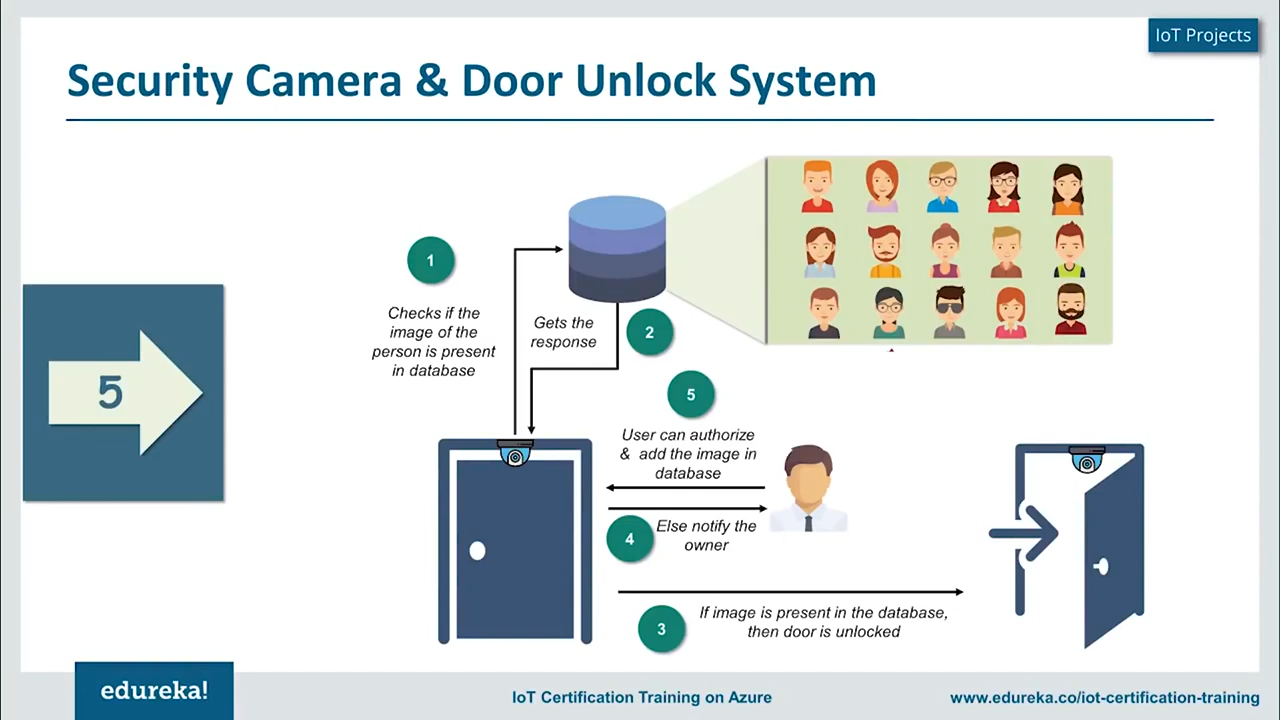 IoT Projects
Security Camera & Door Unlock System
1
Checks if the
image of the
person is present
in database
Gets the
response
2
5
5
User can authorize
& add the image in
database
4
Else notify the
owner
3
If image is present in the database,
then door is unlocked
edureka!
IoT Certification Training on Azure
www.edureka.co/iot-certification-training